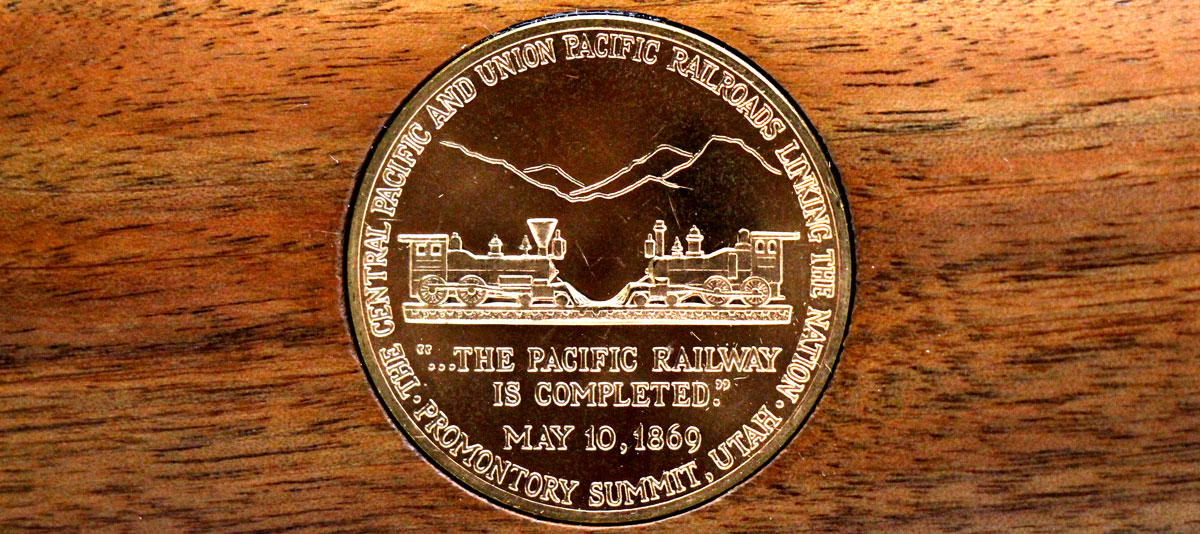 THE CENTRAL PACIFIC AND UNION PACIFIC RALROADS LINKING THE NATION
"...THE PACIFIC RAILWAY
IS COMPLETED."
MAY 10, 1869
· PROMONTORY SUMMIT, UTAH ·